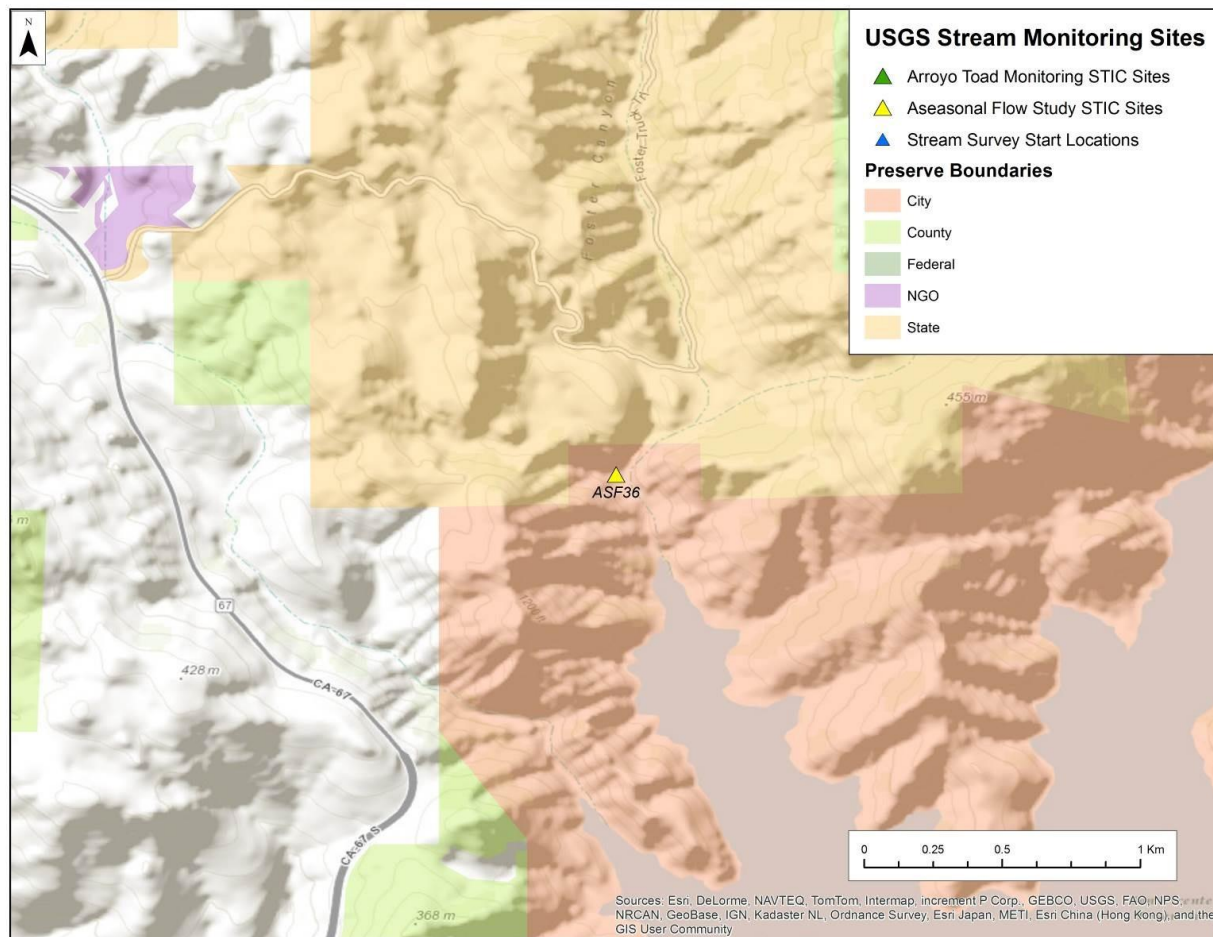 N
USGS Stream Monitoring Sites
Arroyo Toad Monitoring STIC Sites
Aseasonal Flow Study STIC Sites
Stream Survey Start Locations
Preserve Boundaries
City
County
Federal
NGO
State
Foster Canyon
Foster Truck Trl
455 m
ASF36
67
428 m
CA-67
CA-67 S
368 m
0 0.25 0.5 1 Km
Sources: Esri, DeLorme, NAVTEQ, TomTom, Intermap, increment P Corp., GEBCO, USGS, FAO, NPS,
NRCAN, GeoBase, IGN, Kadaster NL, Ordnance Survey, Esri Japan, METI, Esri China (Hong Kong), and the
GIS User Community